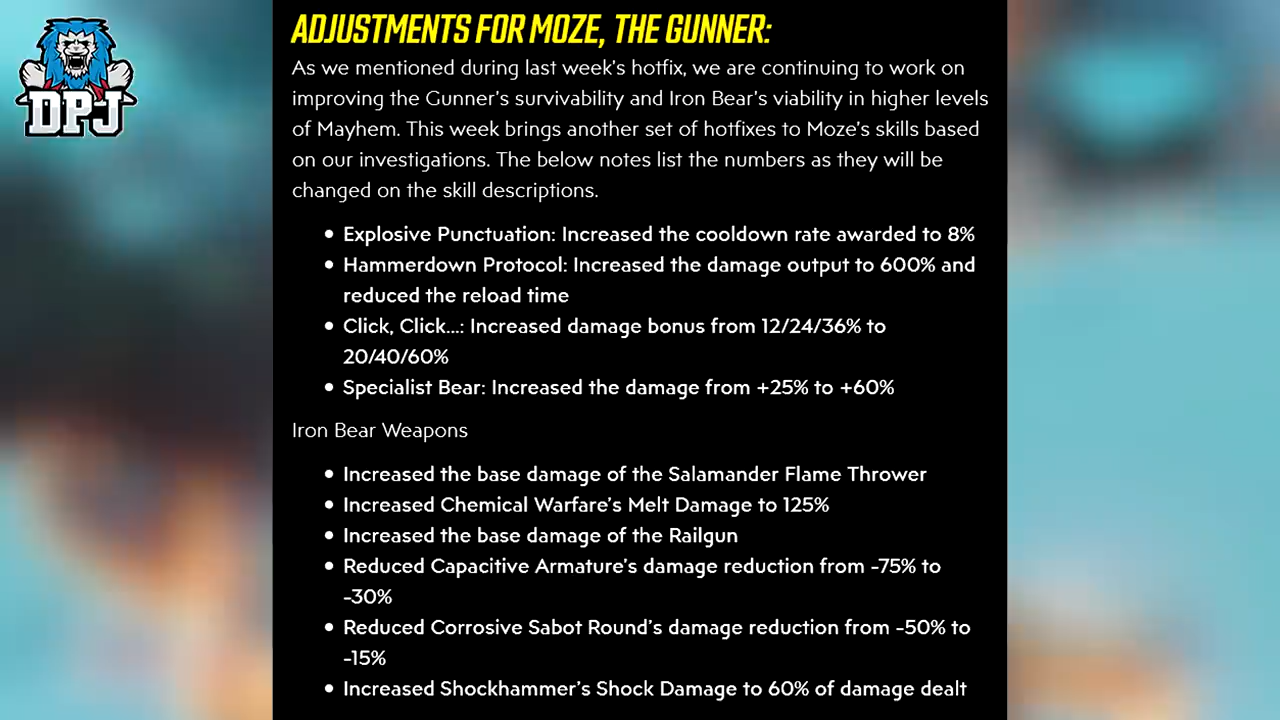 ADJUSTMENTS FOR MOZE, THE GUNNER:
As we mentioned during last week's hotfix, we are continuing to work on
improving the Gunner's survivability and Iron Bear's viability in higher levels
of Mayhem. This week brings another set of hotfixes to Moze's skills based
on our investigations. The below notes list the numbers as they will be
changed on the skill descriptions.
• Explosive Punctuation: Increased the cooldown rate awarded to 8%
• Hammerdown Protocol: Increased the damage output to 600% and
reduced the reload time
• Click, Click...: Increased damage bonus from 12/24/36% to
20/40/60%
• Specialist Bear: Increased the damage from +25% to +60%
Iron Bear Weapons
• Increased the base damage of the Salamander Flame Thrower
• Increased Chemical Warfare's Melt Damage to 125%
• Increased the base damage of the Railgun
• Reduced Capacitive Armature's damage reduction from -75% to
-30%
• Reduced Corrosive Sabot Round's damage reduction from -50% to
-15%
• Increased Shockhammer's Shock Damage to 60% of damage dealt
DPJ